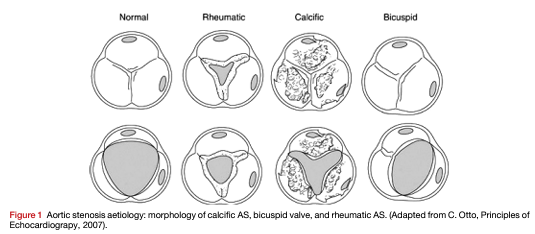 Normal Rheumatic Calcific Bicuspid
Figure 1 Aortic stenosis aetiology: morphology of calcific AS, bicuspid valve, and rheumatic AS. (Adapted from C. Otto, Principles of
Echocardiograpy, 2007).